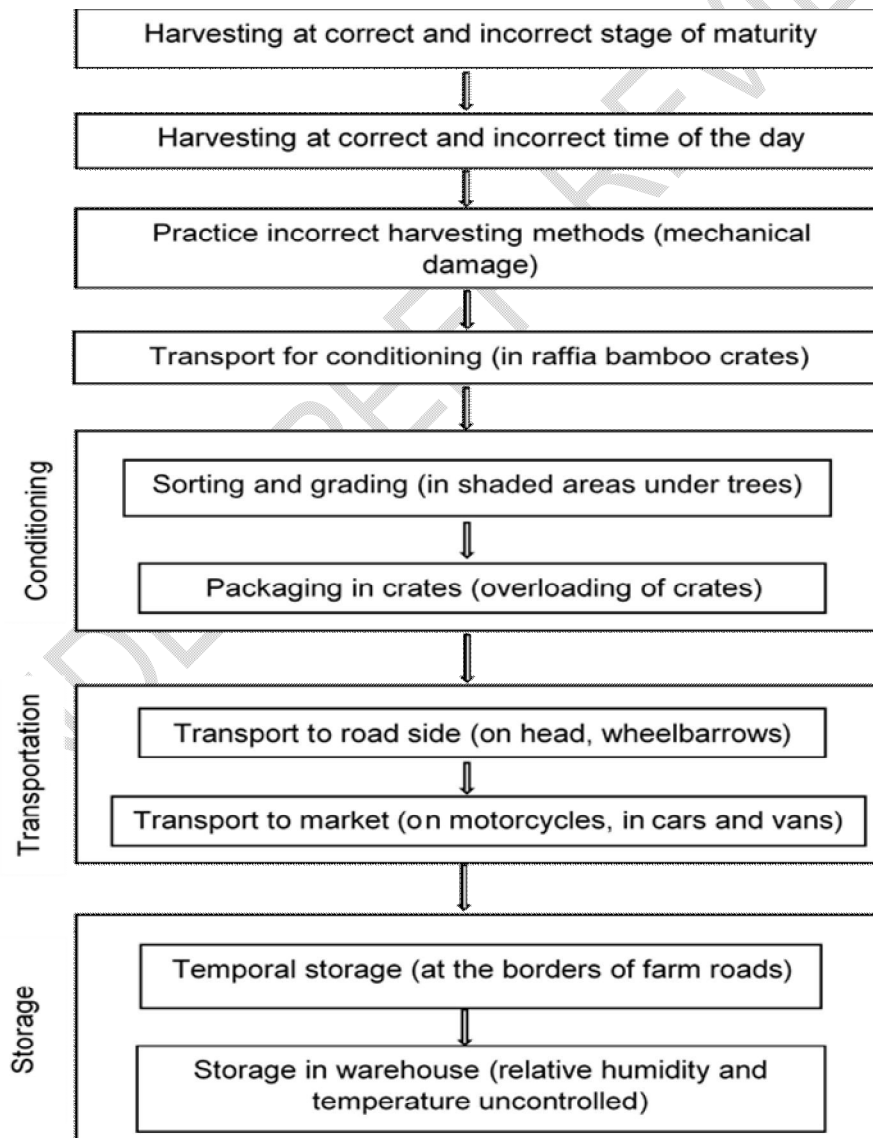 Harvesting at correct and incorrect stage of maturity
Harvesting at correct and incorrect time of the day
Practice incorrect harvesting methods (mechanical
damage)
Transport for conditioning (in raffia bamboo crates)
Conditioning
Sorting and grading (in shaded areas under trees)
Packaging in crates (overloading of crates)
Transportation
Transport to road side (on head, wheelbarrows)
Transport to market (on motorcycles, in cars and vans)
Storage
Temporal storage (at the borders of farm roads)
Storage in warehouse (relative humidity and
temperature uncontrolled)